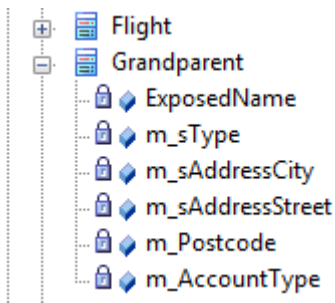 Flight
Grandparent
ExposedName
m_sType
m_sAddressCity
m_sAddressStreet
m_Postcode
m_AccountType